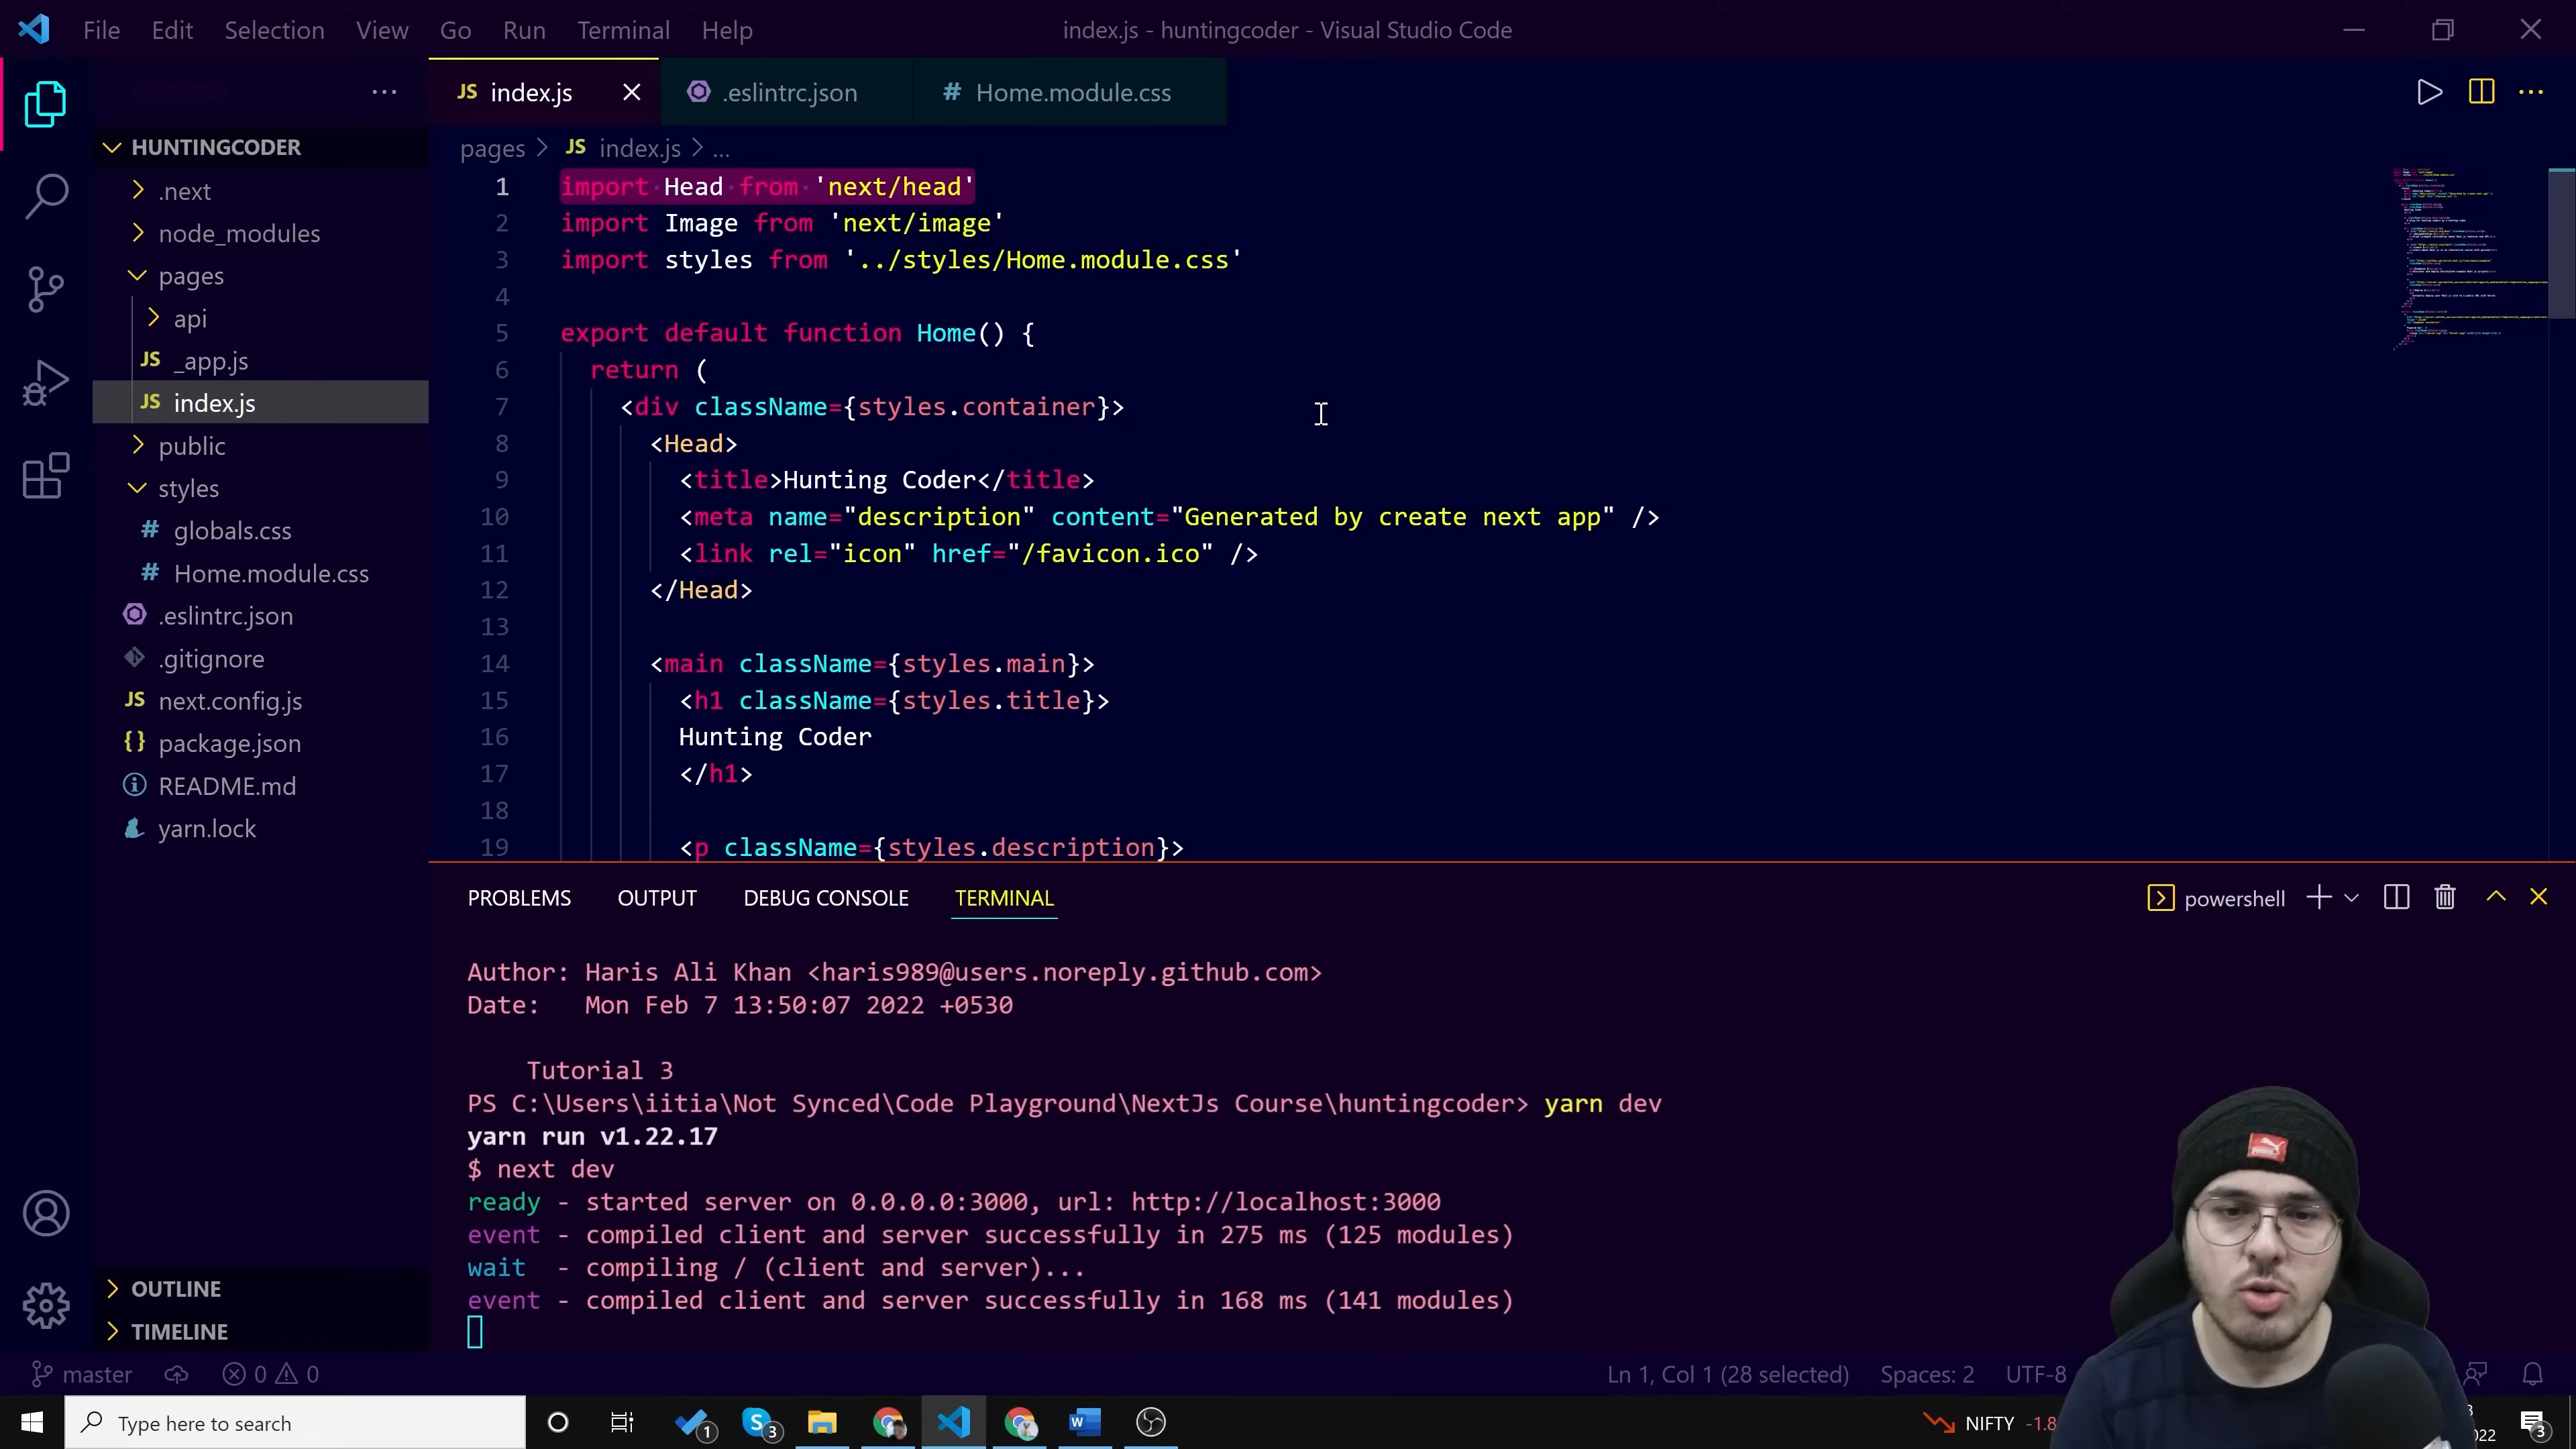 File Edit Selection View Go Run Terminal Help
index.js - huntingcoder - Visual Studio Code
JS index.js
.eslintrc.json
# Home.module.css
HUNTINGCODER
.next
node_modules
pages
api
JS _app.js
JS index.js
public
styles
# globals.css
# Home.module.css
.eslintrc.json
.gitignore
JS next.config.js
{} package.json
README.md
yarn.lock
OUTLINE
TIMELINE
pages > JS index.js > ...
1 import Head from 'next/head'
2 import Image from 'next/image'
3 import styles from '../styles/Home.module.css'
4
5 export default function Home() {
6 return (
7 <div className={styles.container}>
8 <Head>
9 <title>Hunting Coder</title>
10 <meta name="description" content="Generated by create next app" />
11 <link rel="icon" href="/favicon.ico" />
12 </Head>
13
14 <main className={styles.main}>
15 <h1 className={styles.title}>
16 Hunting Coder
17 </h1>
18
19 <p className={styles.description}>
PROBLEMS OUTPUT DEBUG CONSOLE TERMINAL
powershell
Author: Haris Ali Khan <haris989@users.noreply.github.com>
Date: Mon Feb 7 13:50:07 2022 +0530
Tutorial 3
PS C:\Users\iitia\Not Synced\Code Playground\NextJs Course\huntingcoder> yarn dev
yarn run v1.22.17
$ next dev
ready - started server on 0.0.0.0:3000, url: http://localhost:3000
event - compiled client and server successfully in 275 ms (125 modules)
wait - compiling / (client and server)...
event - compiled client and server successfully in 168 ms (141 modules)
master 0 0
Ln 1, Col 1 (28 selected) Spaces: 2 UTF-8
Type here to search
1
3
NIFTY -1.8
022
3